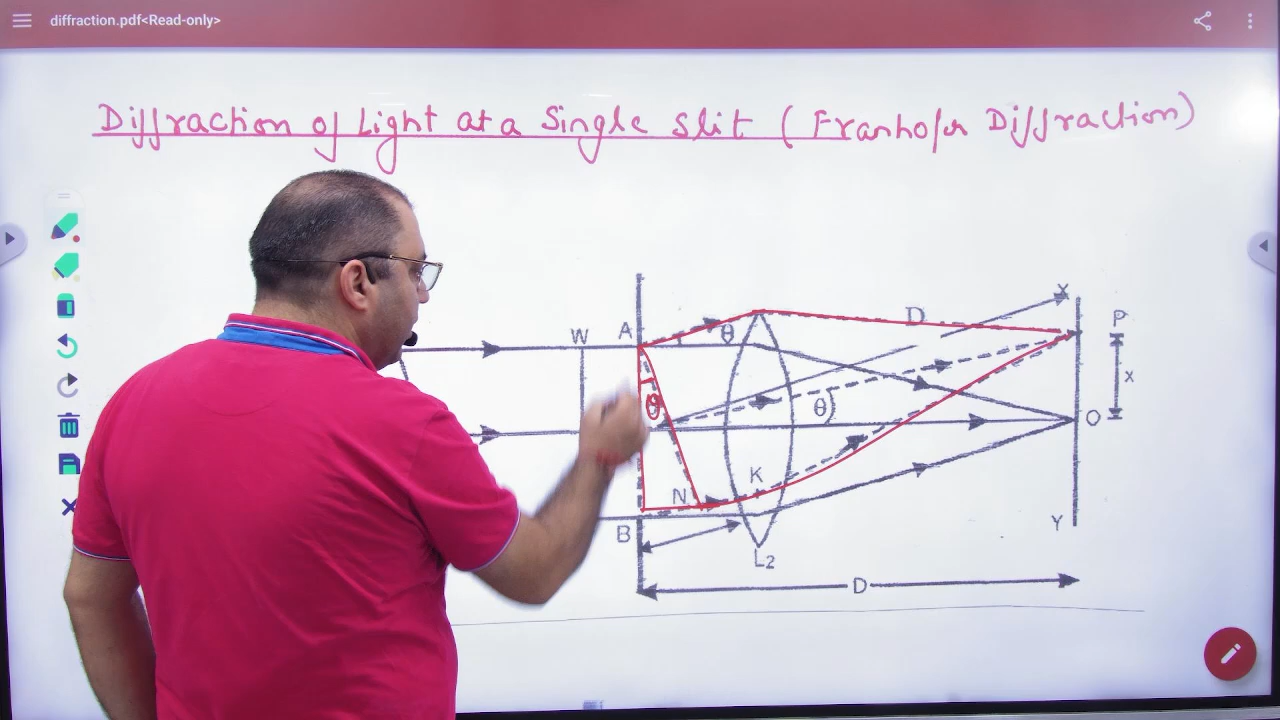 diffraction.pdf<Read-only>
Diffraction of Light at a Single Slit ( Franhofer Diffraction)
X
W A θ D P
x
θ θ
O
K
N
B Y
L2
D